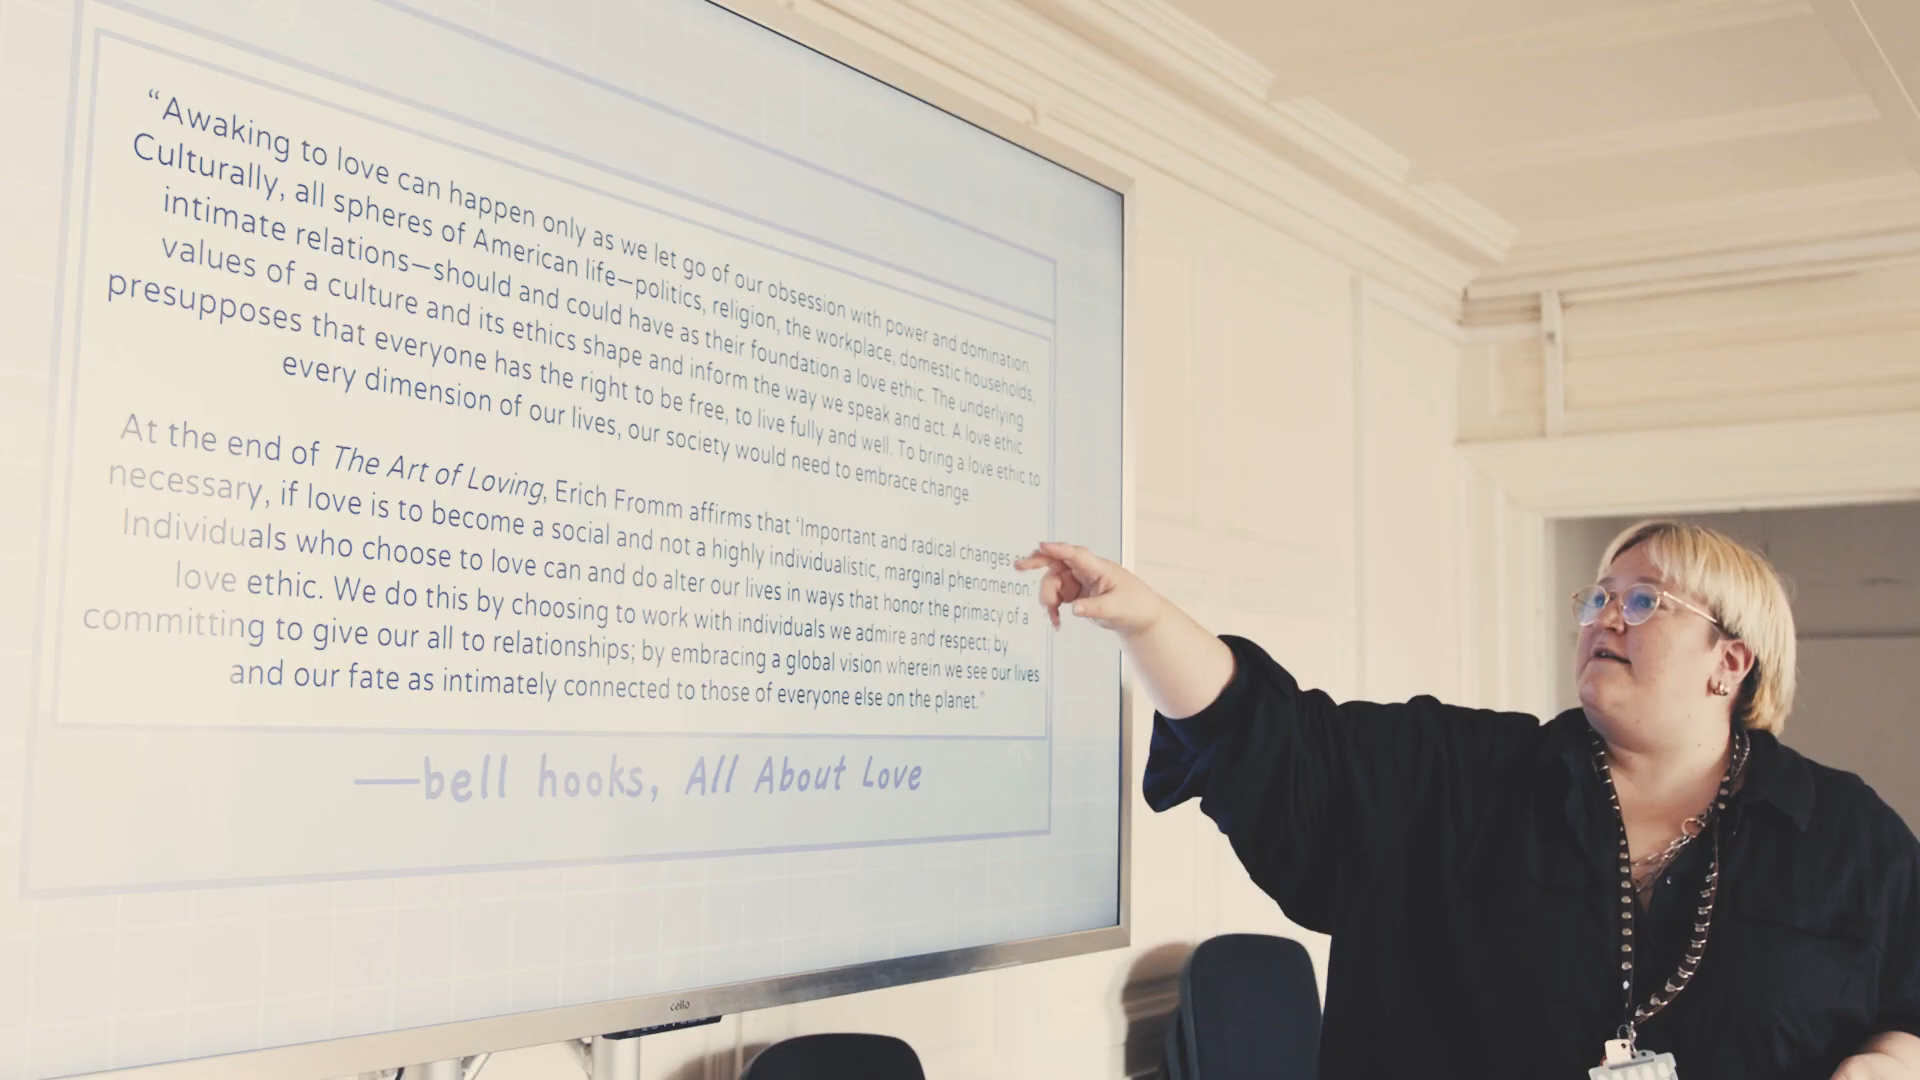 “Awaking to love can happen only as we let go of our obsession with power and domination.
Culturally, all spheres of American life—politics, religion, the workplace, domestic households,
intimate relations—should and could have as their foundation a love ethic. The underlying
values of a culture and its ethics shape and inform the way we speak and act. A love ethic
presupposes that everyone has the right to be free, to live fully and well. To bring a love ethic to
every dimension of our lives, our society would need to embrace change.
At the end of The Art of Loving, Erich Fromm affirms that ‘Important and radical changes
necessary, if love is to become a social and not a highly individualistic, marginal phenomenon.’
Individuals who choose to love can and do alter our lives in ways that honor the primacy of a
love ethic. We do this by choosing to work with individuals we admire and respect; by
committing to give our all to relationships; by embracing a global vision wherein we see our lives
and our fate as intimately connected to those of everyone else on the planet.”
—bell hooks, All About Love
cello